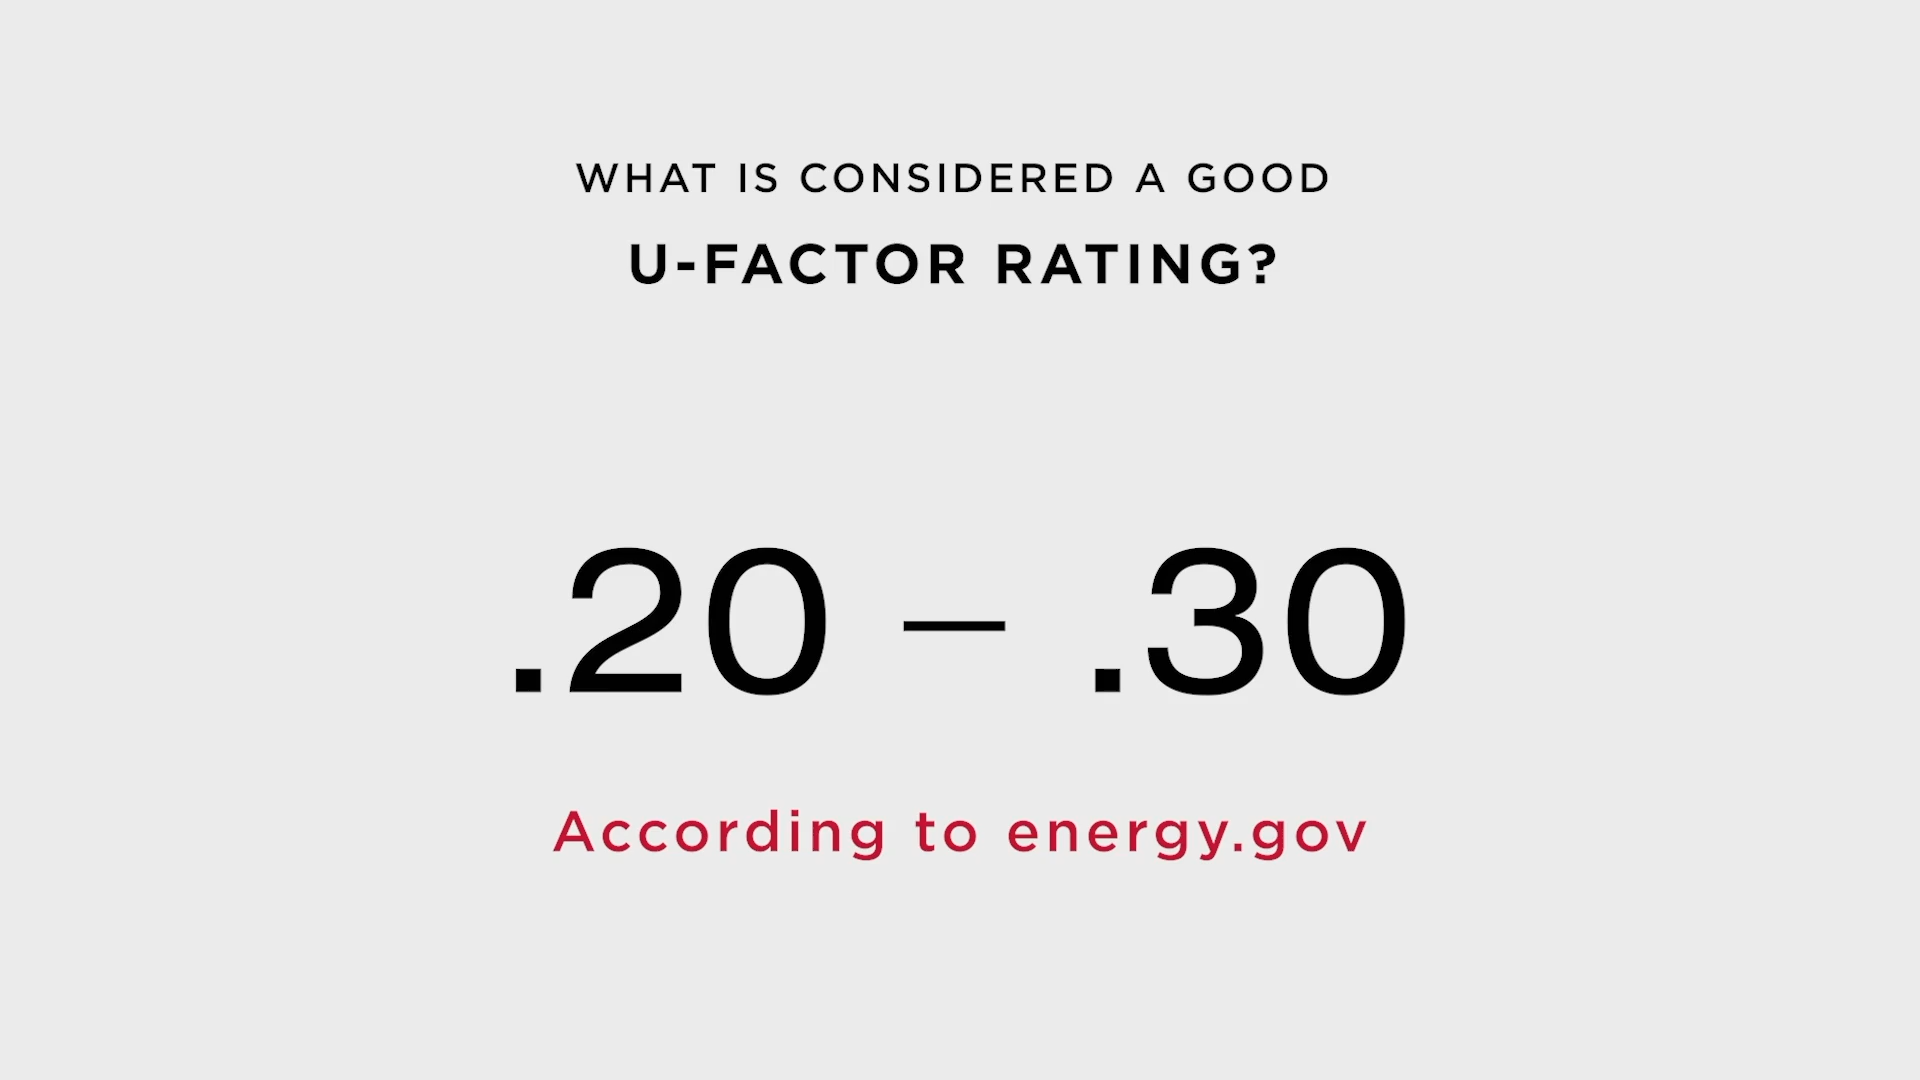 WHAT IS CONSIDERED A GOOD
U-FACTOR RATING?
.20 – .30
According to energy.gov